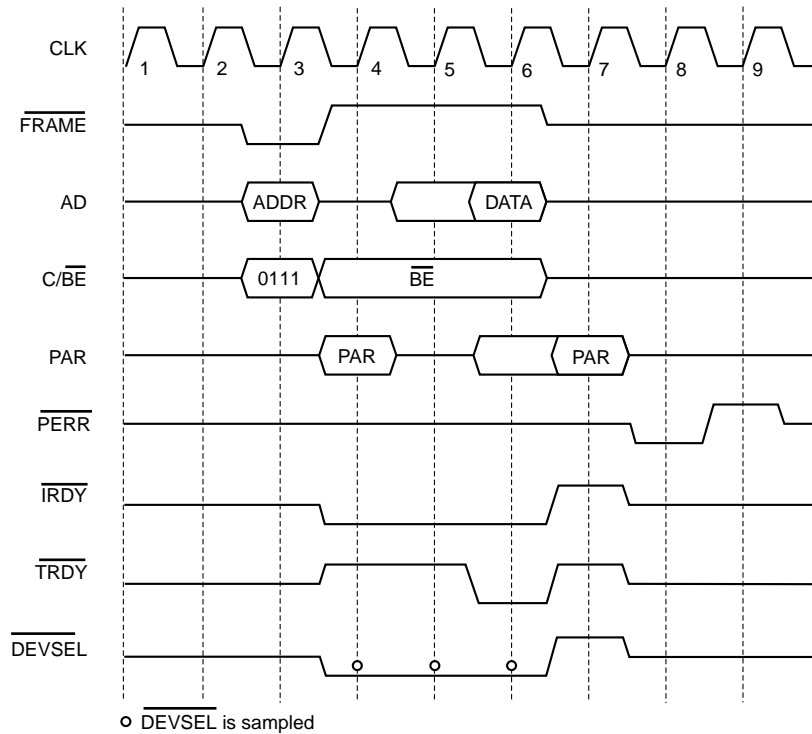 CLK
1 2 3 4 5 6 7 8 9
FRAME
AD
ADDR DATA
C/BE
0111 BE
PAR
PAR PAR
PERR
IRDY
TRDY
DEVSEL
DEVSEL is sampled